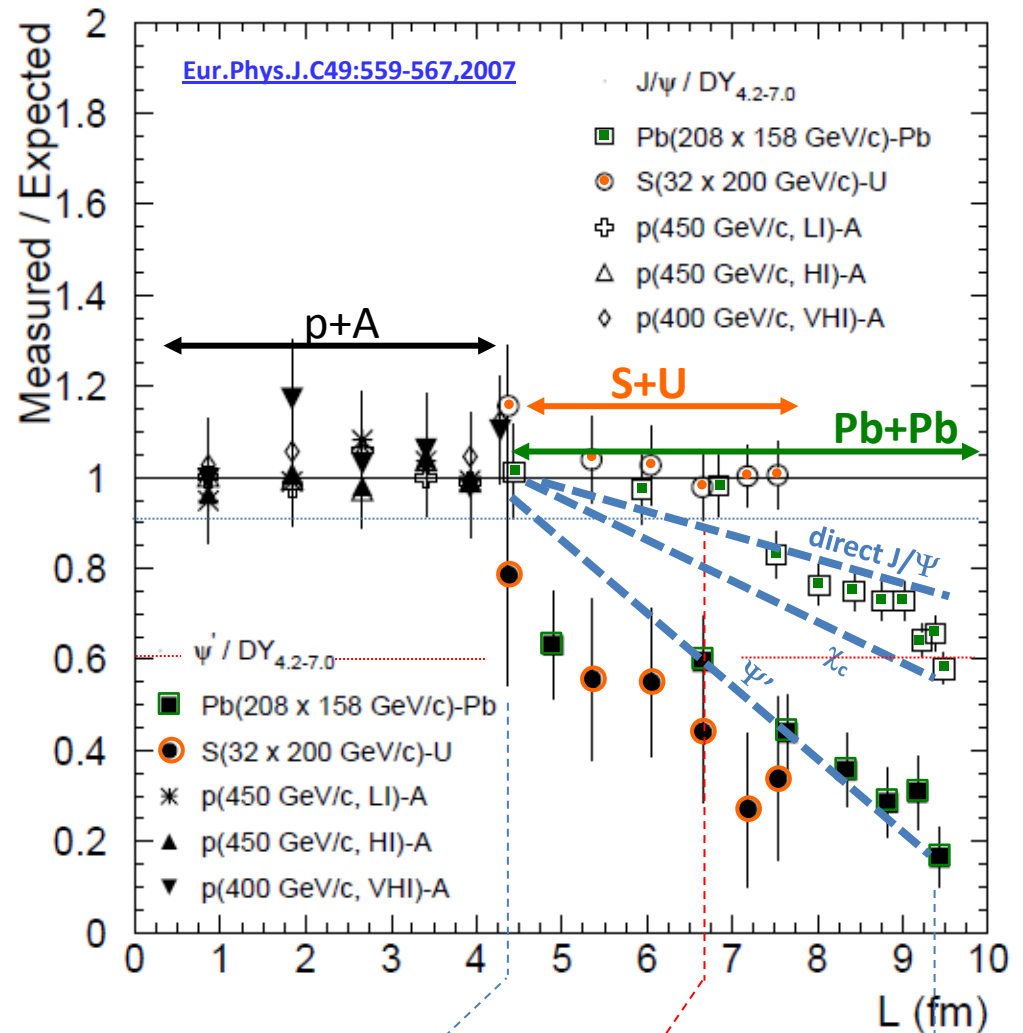 Measured / Expected
2
1.8
1.6
1.4
1.2
1
0.8
0.6
0.4
0.2
0
Eur.Phys.J.C49:559-567,2007
J/ψ / DY4.2-7.0
Pb(208 x 158 GeV/c)-Pb
S(32 x 200 GeV/c)-U
p(450 GeV/c, LI)-A
p(450 GeV/c, HI)-A
p(400 GeV/c, VHI)-A
p+A
S+U
Pb+Pb
direct J/Ψ
χc
Ψ'
ψ' / DY4.2-7.0
Pb(208 x 158 GeV/c)-Pb
S(32 x 200 GeV/c)-U
p(450 GeV/c, LI)-A
p(450 GeV/c, HI)-A
p(400 GeV/c, VHI)-A
0 1 2 3 4 5 6 7 8 9 10
L (fm)